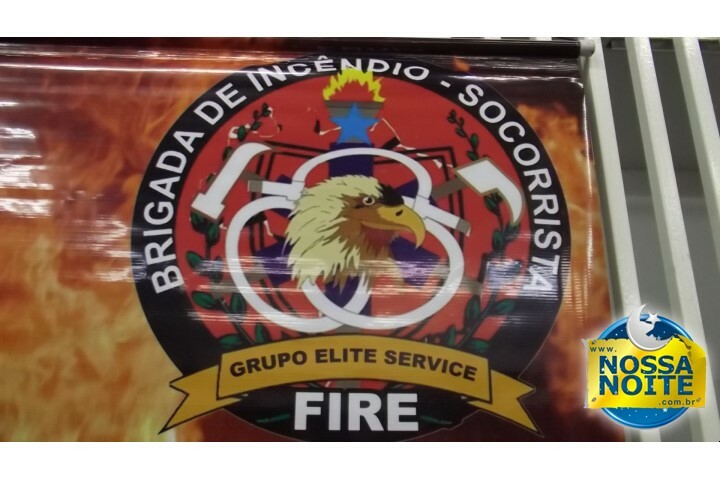 BRIGADA DE INCÊNDIO - SOCORRISTA
GRUPO ELITE SERVICE
FIRE
www.
NOSSA
NOITE
.com.br